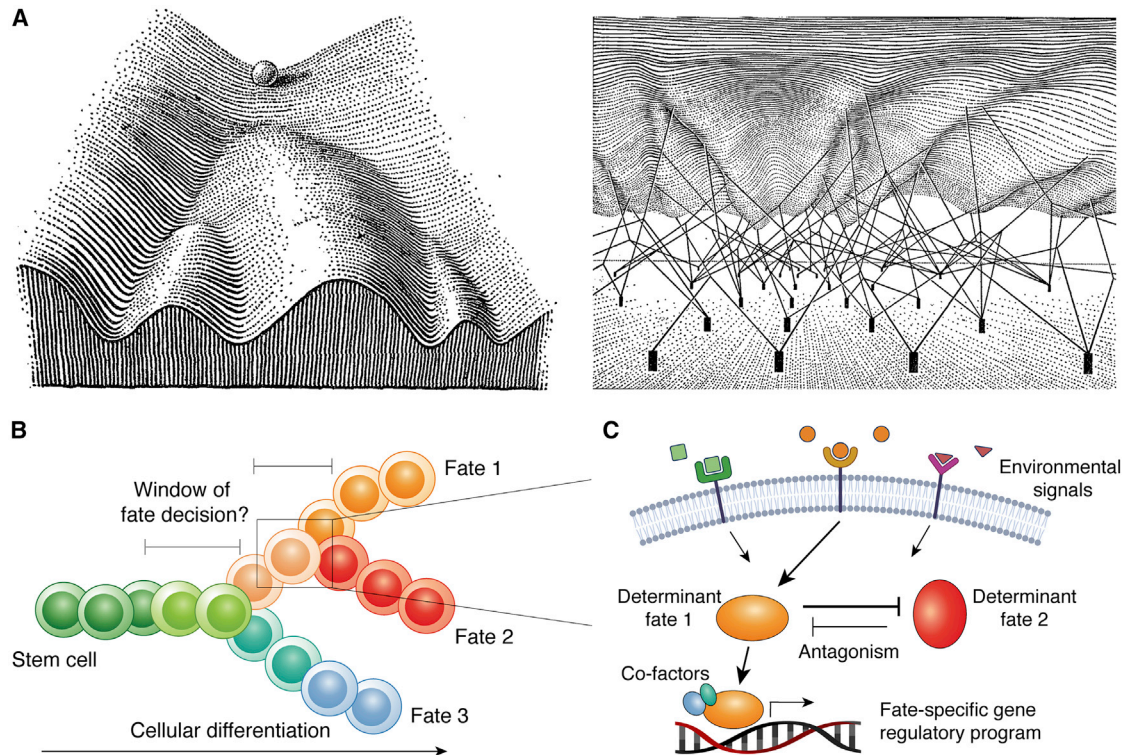 A
B
Window of
fate decision?
Fate 1
Fate 2
Stem cell
Fate 3
Cellular differentiation
C
Environmental
signals
Determinant
fate 1
Determinant
fate 2
Antagonism
Co-factors
Fate-specific gene
regulatory program